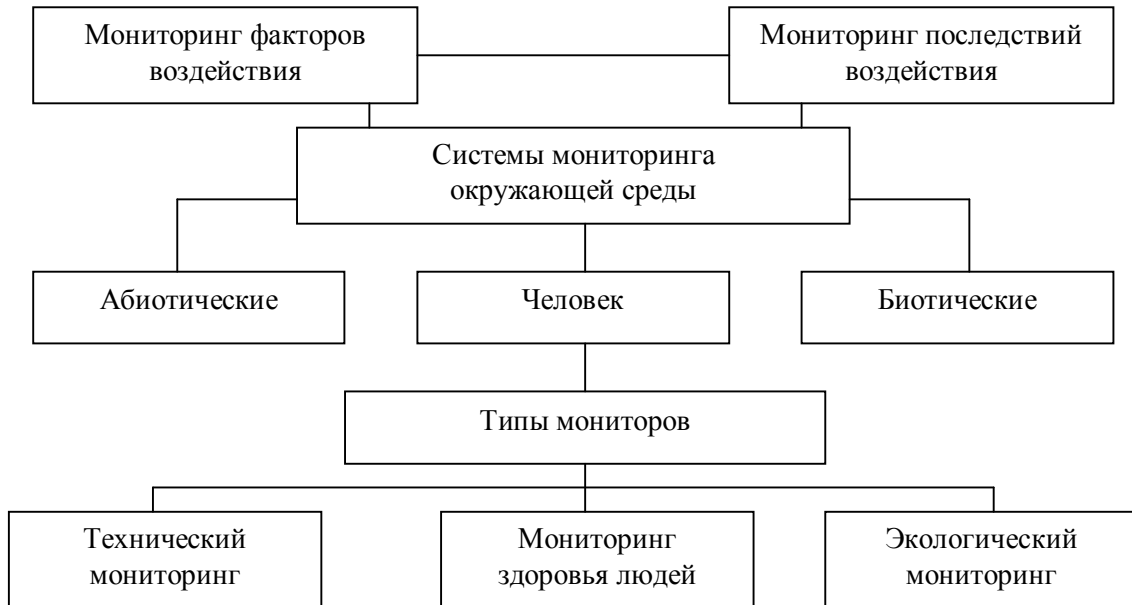 Мониторинг факторов
воздействия
Мониторинг последствий
воздействия
Системы мониторинга
окружающей среды
Абиотические
Человек
Биотические
Типы мониторов
Технический
мониторинг
Мониторинг
здоровья людей
Экологический
мониторинг